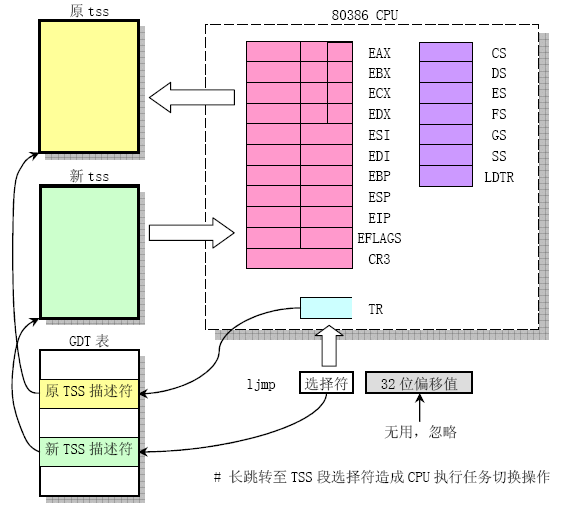 原 tss
80386 CPU
EAX
EBX
ECX
EDX
ESI
EDI
EBP
ESP
EIP
EFLAGS
CR3
CS
DS
ES
FS
GS
SS
LDTR
新 tss
TR
GDT 表
原 TSS 描述符
新 TSS 描述符
ljmp
选择符
32 位偏移值
无用，忽略
# 长跳转至 TSS 段选择符造成 CPU 执行任务切换操作